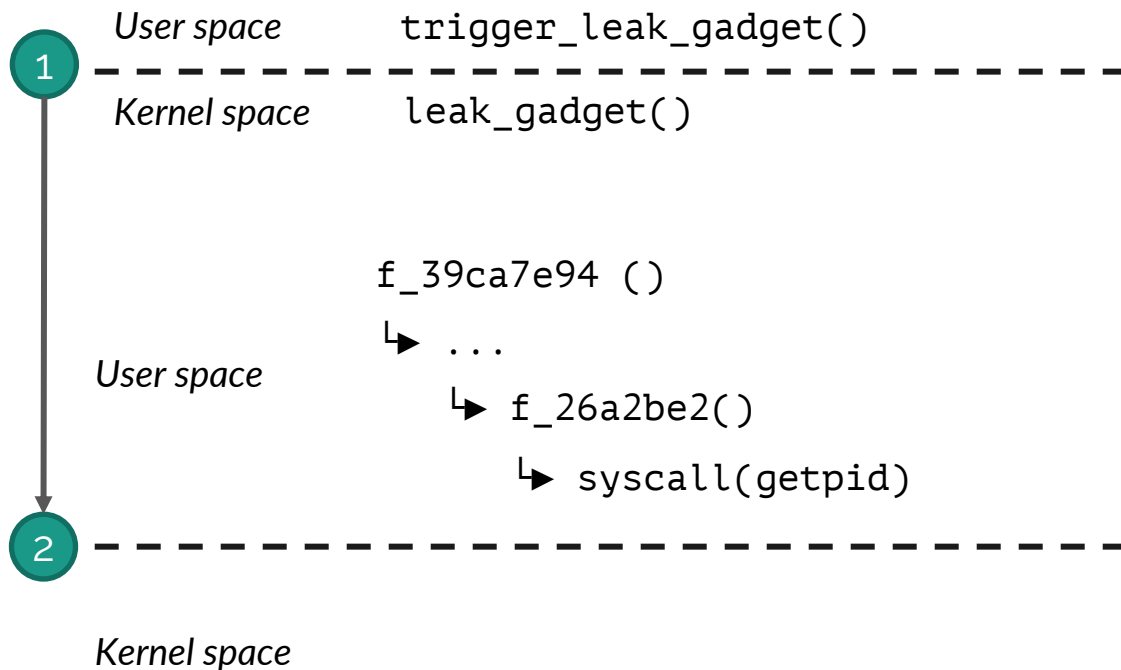 User space trigger_leak_gadget()
1
Kernel space leak_gadget()
f_39ca7e94 ()
...
User space
f_26a2be2()
syscall(getpid)
2
Kernel space